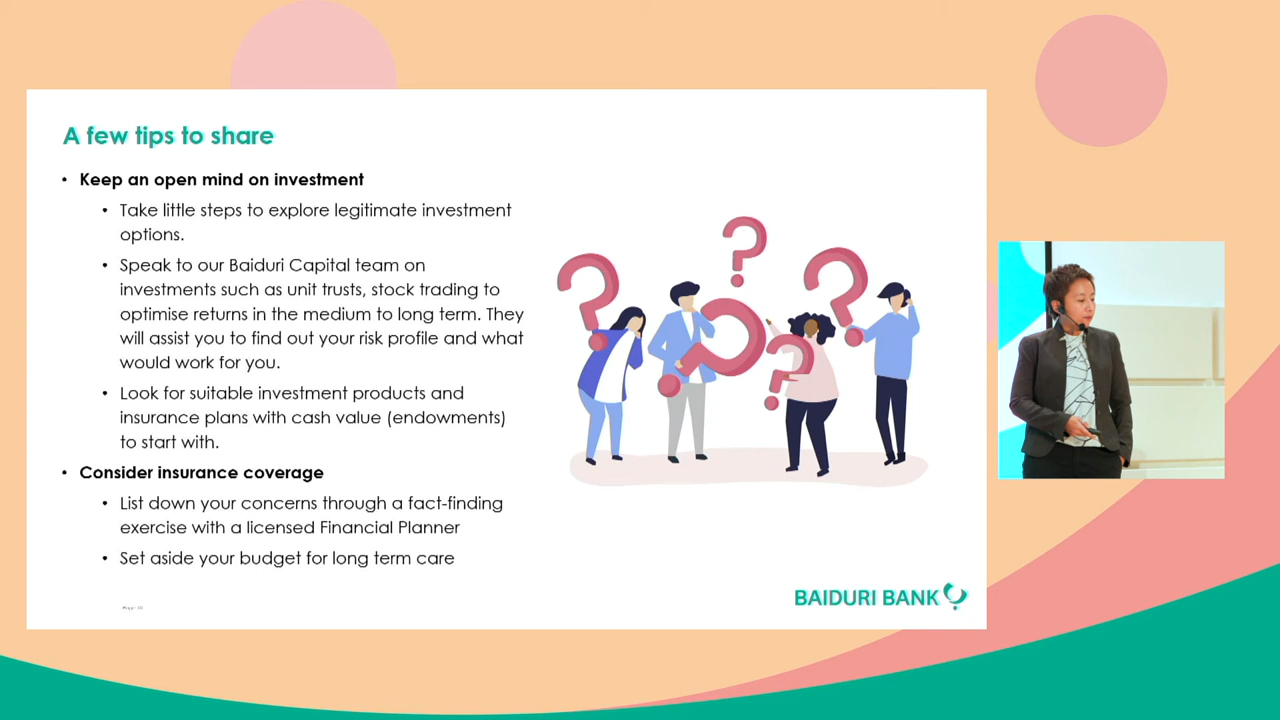 A few tips to share
• Keep an open mind on investment
• Take little steps to explore legitimate investment
options.
• Speak to our Baiduri Capital team on
investments such as unit trusts, stock trading to
optimise returns in the medium to long term. They
will assist you to find out your risk profile and what
would work for you.
• Look for suitable investment products and
insurance plans with cash value (endowments)
to start with.
• Consider insurance coverage
• List down your concerns through a fact-finding
exercise with a licensed Financial Planner
• Set aside your budget for long term care
BAIDURI BANK